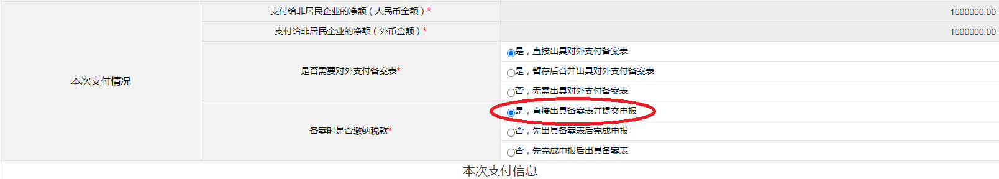 支付给非居民企业的净额（人民币金额）*
1000000.00
支付给非居民企业的净额（外币金额）*
1000000.00
本次支付情况
是否需要对外支付备案表*
是，直接出具对外支付备案表
是，暂存后合并出具对外支付备案表
否，无需出具对外支付备案表
备案时是否缴纳税款*
是，直接出具备案表并提交申报
否，先出具备案表后完成申报
否，先完成申报后出具备案表
本次支付信息